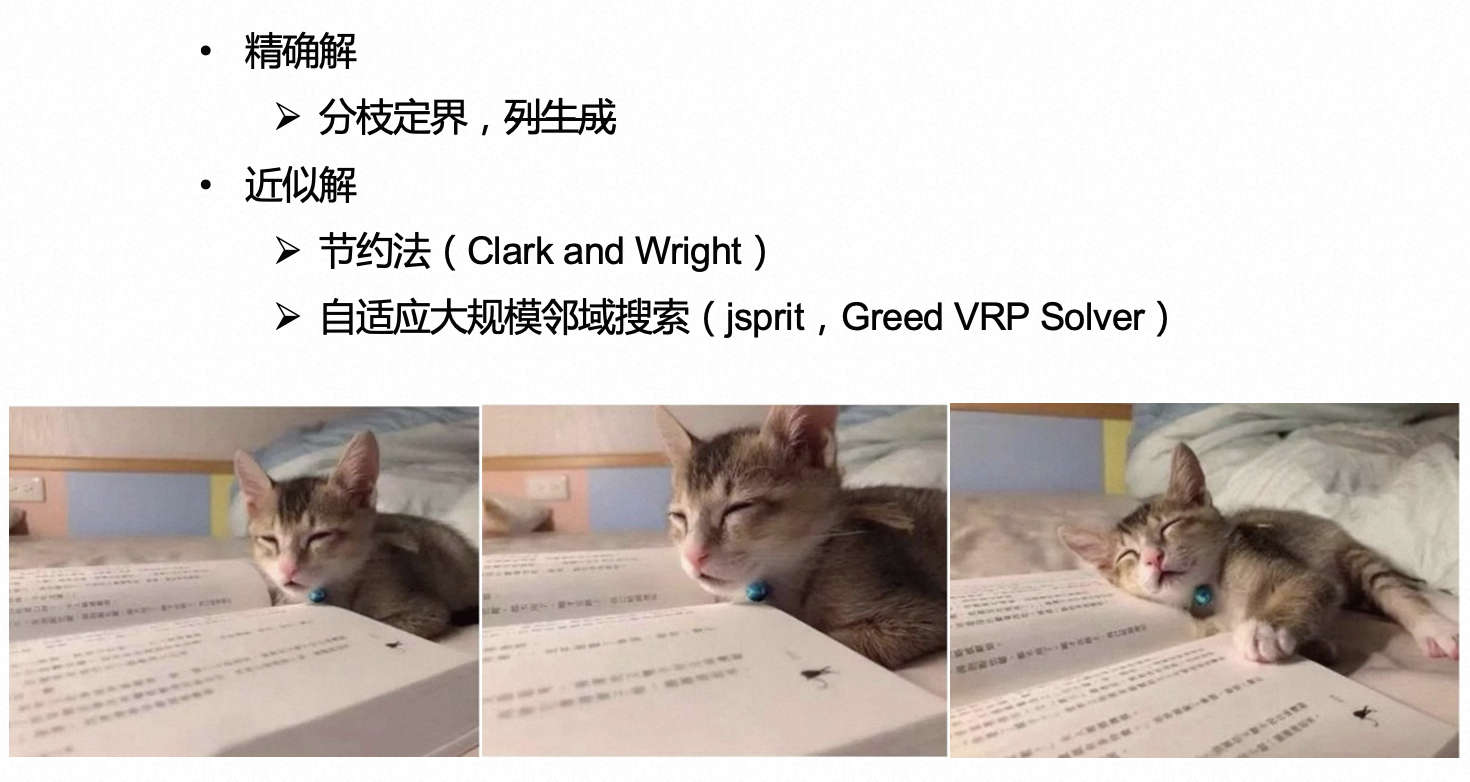 • 精确解
➢ 分枝定界，列生成
• 近似解
➢ 节约法（Clark and Wright）
➢ 自适应大规模邻域搜索（jsprit，Greed VRP Solver）